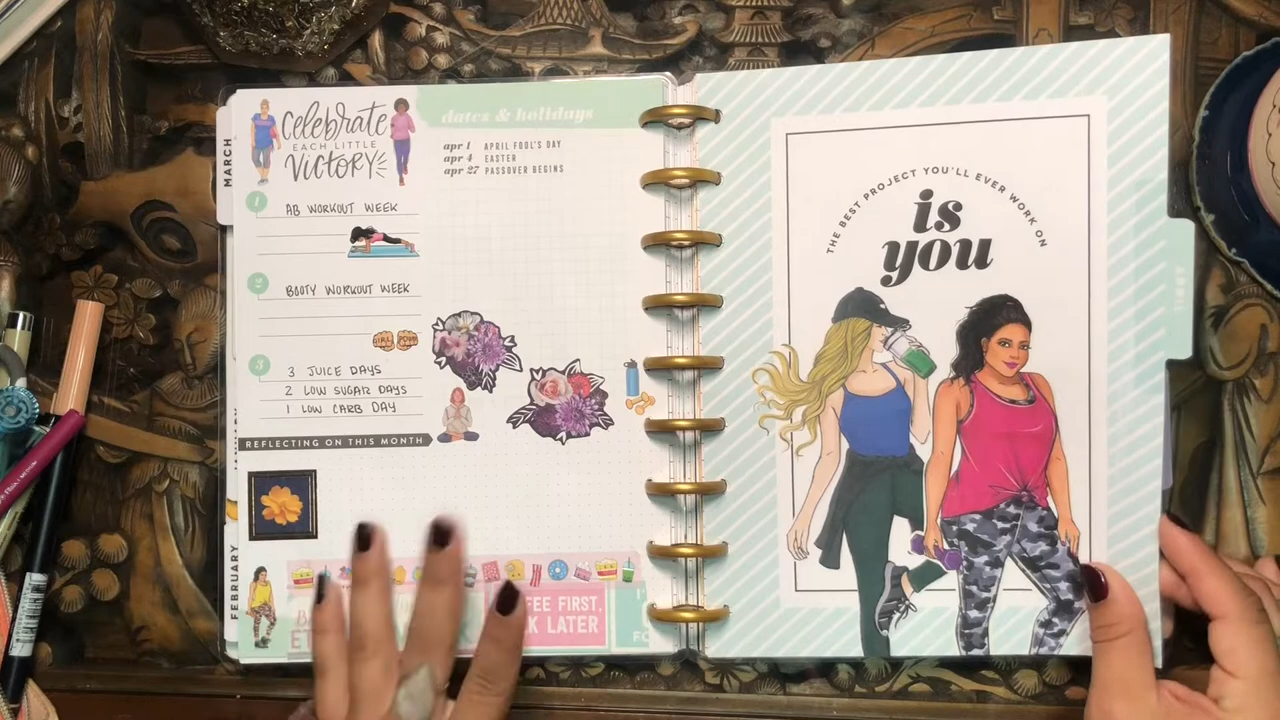 MARCH
Celebrate
EACH LITTLE
VICTORY
dates & holidays
apr 1 APRIL FOOL'S DAY
apr 4 EASTER
apr 27 PASSOVER BEGINS
1 AB WORKOUT WEEK
2 BOOTY WORKOUT WEEK
GIRL
3 3 JUICE DAYS
2 LOW SUGAR DAYS
1 LOW CARB DAY
REFLECTING ON THIS MONTH
FEBRUARY
FIRST,
LATER
THE BEST PROJECT YOU'LL EVER WORK ON
is
you
APRIL